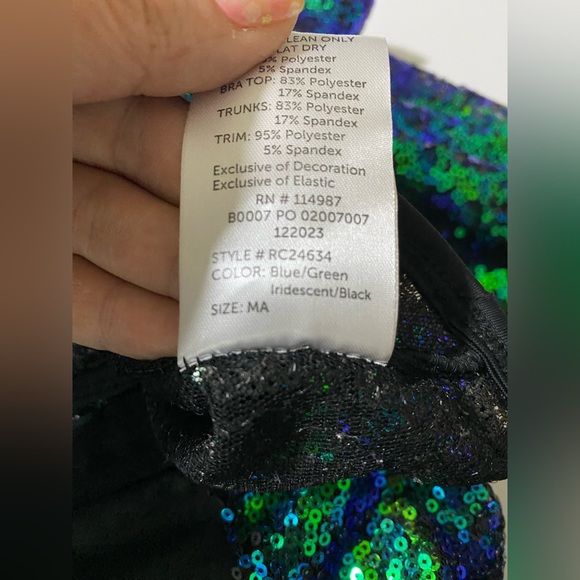 CLEAN ONLY
DRY
Polyester
5% Spandex
BRA TOP: 83% Polyester
17% Spandex
TRUNKS: 83% Polyester
17% Spandex
TRIM: 95% Polyester
5% Spandex
Exclusive of Decoration
Exclusive of Elastic
RN # 114987
B0007 PO 02007007
122023
STYLE # RC24634
COLOR: Blue/Green
Iridescent/Black
SIZE: MA